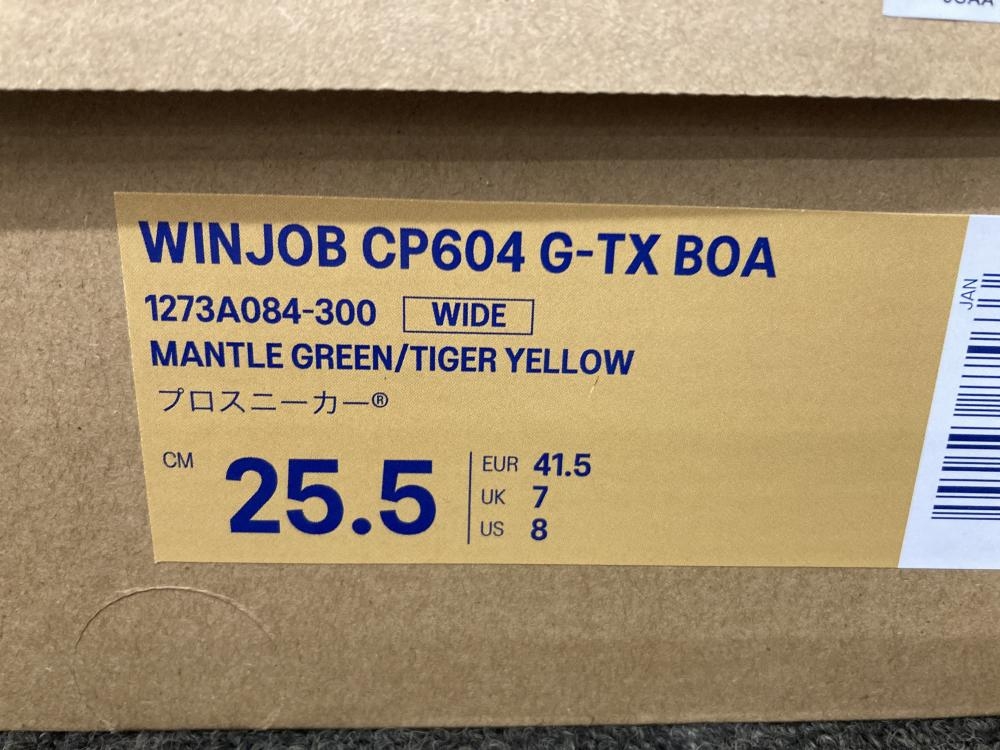 WINJOB CP604 G-TX BOA
1273A084-300 WIDE
MANTLE GREEN/TIGER YELLOW
プロスニーカー®
CM 25.5
EUR 41.5
UK 7
US 8
JAN